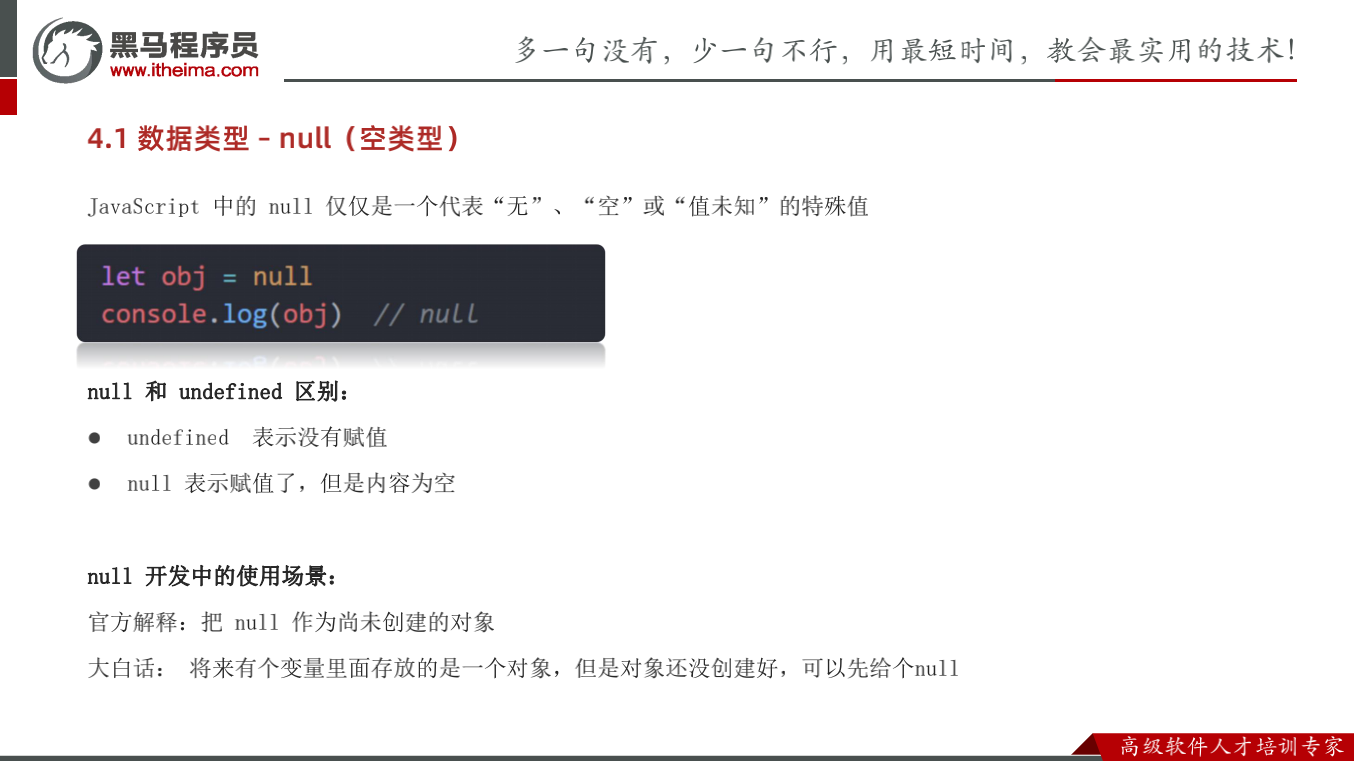 黑马程序员
www.itheima.com
多一句没有，少一句不行，用最短时间，教会最实用的技术！
4.1 数据类型 – null（空类型）
JavaScript 中的 null 仅仅是一个代表“无”、“空”或“值未知”的特殊值
let obj = null
console.log(obj)  // null
null 和 undefined 区别：
● undefined 表示没有赋值
● null 表示赋值了，但是内容为空
null 开发中的使用场景：
官方解释：把 null 作为尚未创建的对象
大白话： 将来有个变量里面存放的是一个对象，但是对象还没创建好，可以先给个null
高级软件人才培训专家